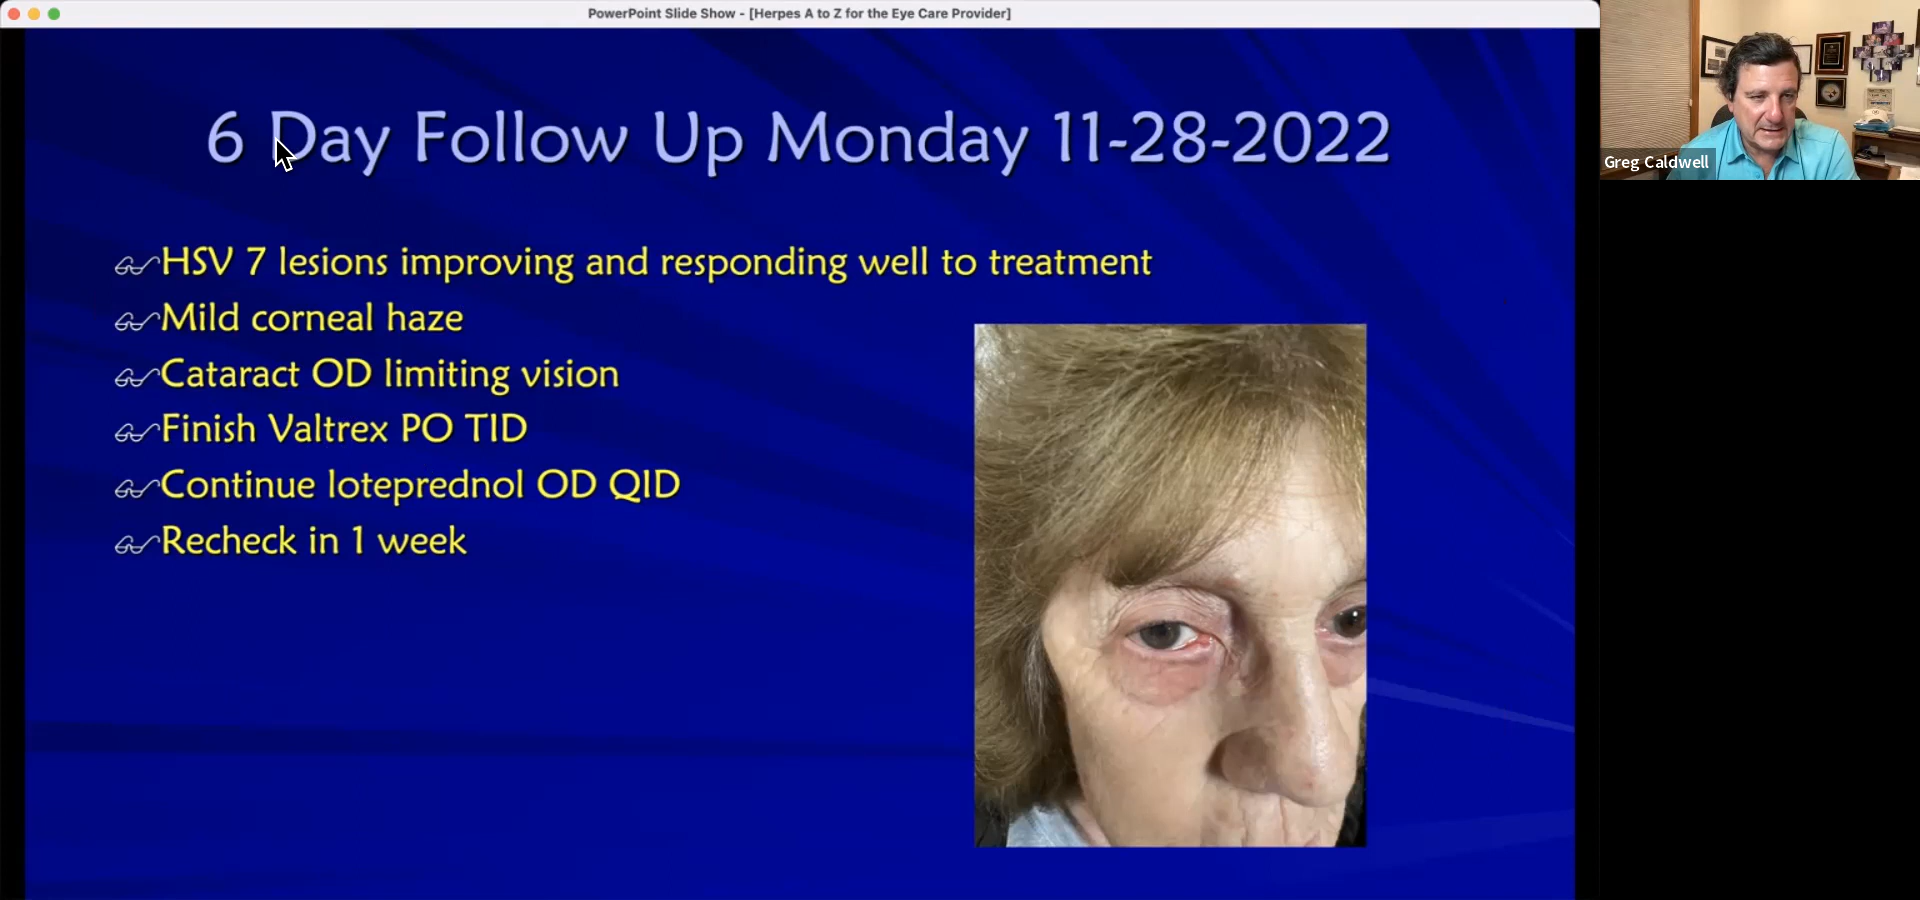 PowerPoint Slide Show - [Herpes A to Z for the Eye Care Provider]
6 Day Follow Up Monday 11-28-2022
HSV 7 lesions improving and responding well to treatment
Mild corneal haze
Cataract OD limiting vision
Finish Valtrex PO TID
Continue loteprednol OD QID
Recheck in 1 week
Greg Caldwell